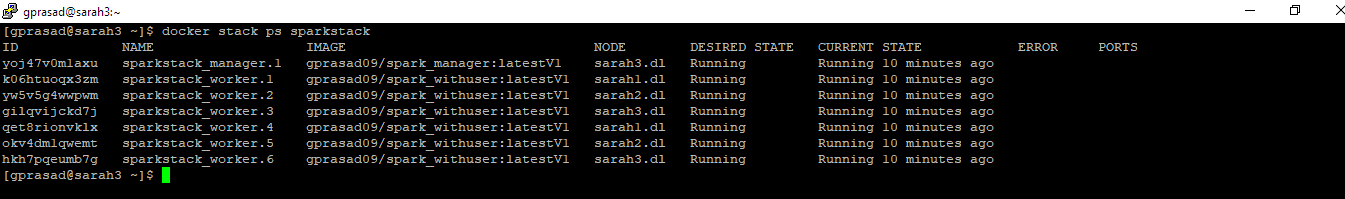 gprasad@sarah3:~
[gprasad@sarah3 ~]$ docker stack ps sparkstack
ID NAME IMAGE NODE DESIRED STATE CURRENT STATE ERROR PORTS
yoj47v0mlaxu sparkstack_manager.1 gprasad09/spark_manager:latestV1 sarah3.dl Running Running 10 minutes ago
k06htuoqx3zm sparkstack_worker.1 gprasad09/spark_withuser:latestV1 sarah1.dl Running Running 10 minutes ago
yw5v5g4wwpwm sparkstack_worker.2 gprasad09/spark_withuser:latestV1 sarah2.dl Running Running 10 minutes ago
gilqvijckd7j sparkstack_worker.3 gprasad09/spark_withuser:latestV1 sarah3.dl Running Running 10 minutes ago
qet8rionvklx sparkstack_worker.4 gprasad09/spark_withuser:latestV1 sarah1.dl Running Running 10 minutes ago
okv4dmlqwemt sparkstack_worker.5 gprasad09/spark_withuser:latestV1 sarah2.dl Running Running 10 minutes ago
hkh7pqeumb7g sparkstack_worker.6 gprasad09/spark_withuser:latestV1 sarah3.dl Running Running 10 minutes ago
[gprasad@sarah3 ~]$